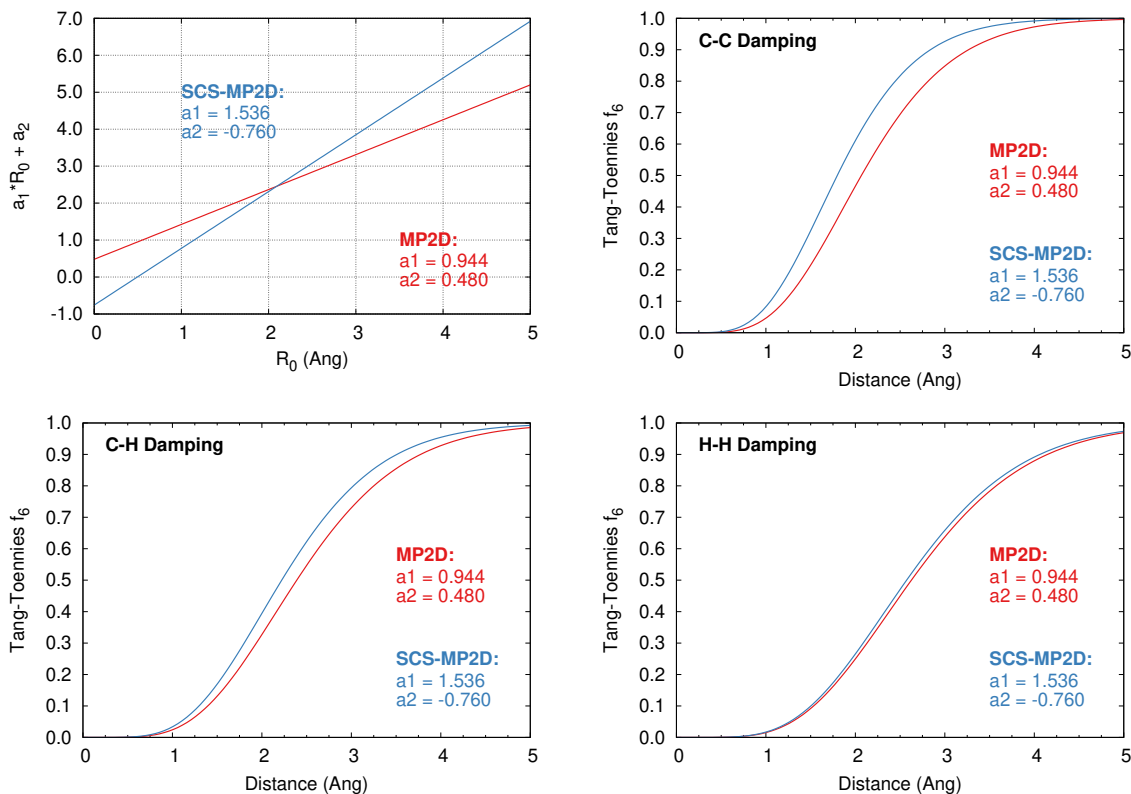 7.0
6.0
5.0
4.0
3.0
2.0
1.0
0.0
-1.0
a1*R0 + a2
SCS-MP2D:
a1 = 1.536
a2 = -0.760
MP2D:
a1 = 0.944
a2 = 0.480
0 1 2 3 4 5
R0 (Ang)
1.0
0.9
0.8
0.7
0.6
0.5
0.4
0.3
0.2
0.1
0.0
Tang-Toennies f6
C-C Damping
MP2D:
a1 = 0.944
a2 = 0.480
SCS-MP2D:
a1 = 1.536
a2 = -0.760
0 1 2 3 4 5
Distance (Ang)
1.0
0.9
0.8
0.7
0.6
0.5
0.4
0.3
0.2
0.1
0.0
Tang-Toennies f6
C-H Damping
MP2D:
a1 = 0.944
a2 = 0.480
SCS-MP2D:
a1 = 1.536
a2 = -0.760
0 1 2 3 4 5
Distance (Ang)
1.0
0.9
0.8
0.7
0.6
0.5
0.4
0.3
0.2
0.1
0.0
Tang-Toennies f6
H-H Damping
MP2D:
a1 = 0.944
a2 = 0.480
SCS-MP2D:
a1 = 1.536
a2 = -0.760
0 1 2 3 4 5
Distance (Ang)